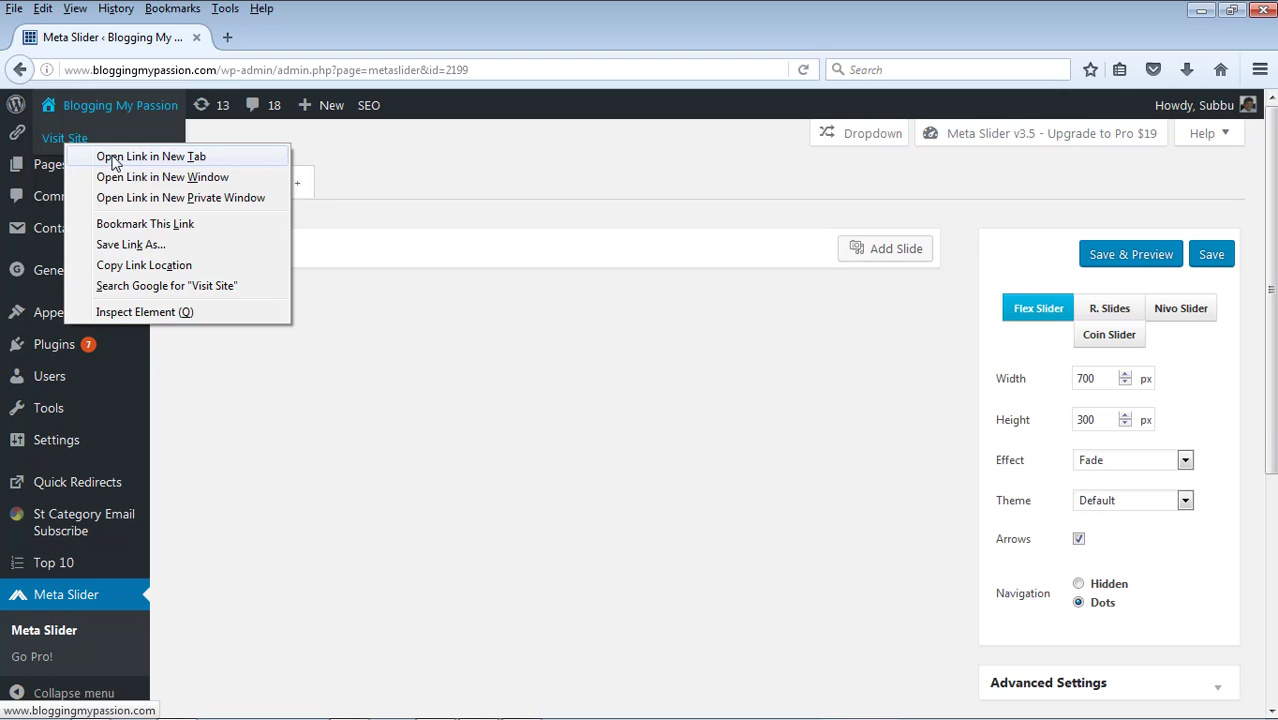 File Edit View History Bookmarks Tools Help
Meta Slider ‹ Blogging My ...
www.bloggingmypassion.com/wp-admin/admin.php?page=metaslider&id=2199
Search
Blogging My Passion 13 18 New SEO
Howdy, Subbu
Visit Site
Dropdown
Meta Slider v3.5 - Upgrade to Pro $19
Help
Open Link in New Tab
Open Link in New Window
Open Link in New Private Window
Bookmark This Link
Save Link As...
Copy Link Location
Search Google for "Visit Site"
Inspect Element (Q)
Pages
Com
Conta
Gene
Appe
Plugins 7
Users
Tools
Settings
Quick Redirects
St Category Email
Subscribe
Top 10
Meta Slider
Meta Slider
Go Pro!
Collapse menu
www.bloggingmypassion.com
+
Add Slide
Save & Preview
Save
Flex Slider
R. Slides
Nivo Slider
Coin Slider
Width 700 px
Height 300 px
Effect Fade
Theme Default
Arrows
Navigation
Hidden
Dots
Advanced Settings